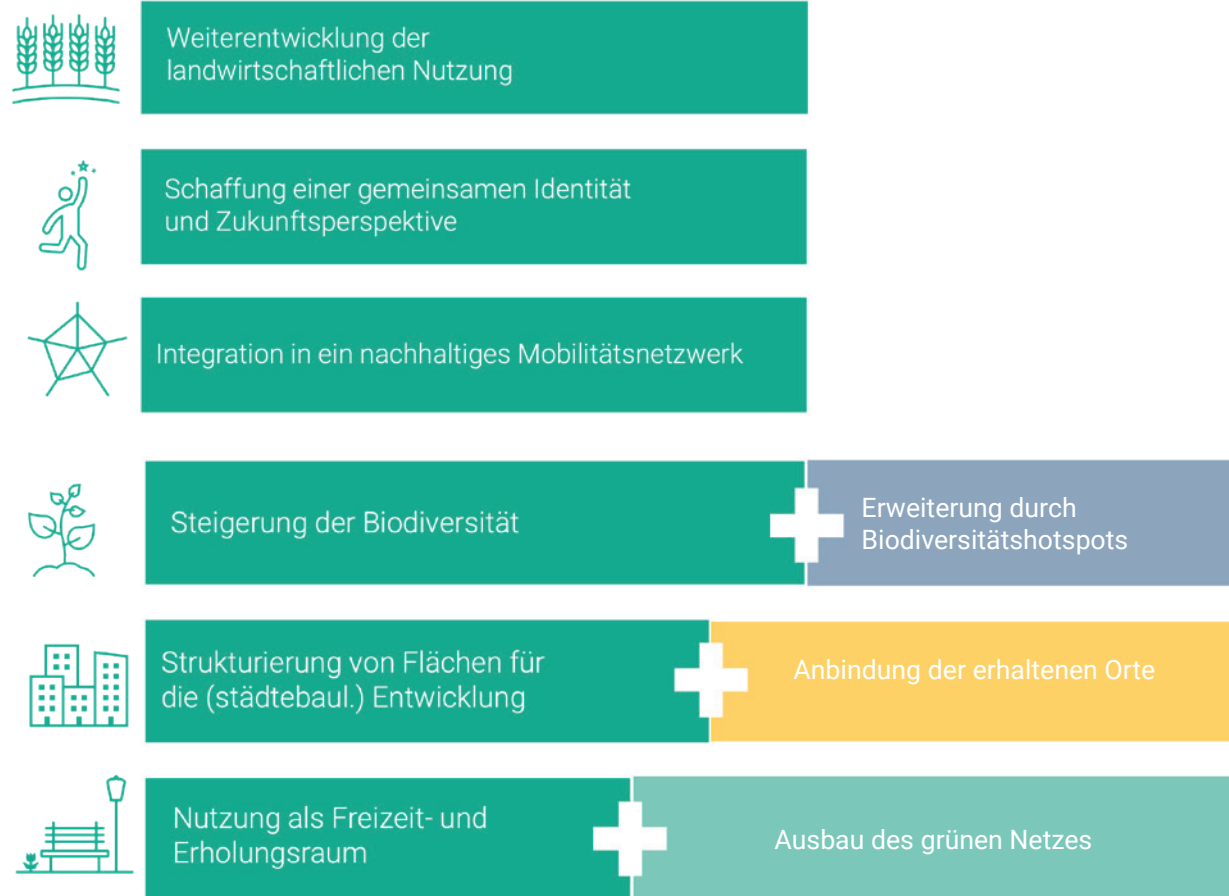 Weiterentwicklung der
landwirtschaftlichen Nutzung
Schaffung einer gemeinsamen Identität
und Zukunftsperspektive
Integration in ein nachhaltiges Mobilitätsnetzwerk
Steigerung der Biodiversität
Erweiterung durch
Biodiversitätshotspots
Strukturierung von Flächen für
die (städtebaul.) Entwicklung
Anbindung der erhaltenen Orte
Nutzung als Freizeit- und
Erholungsraum
Ausbau des grünen Netzes